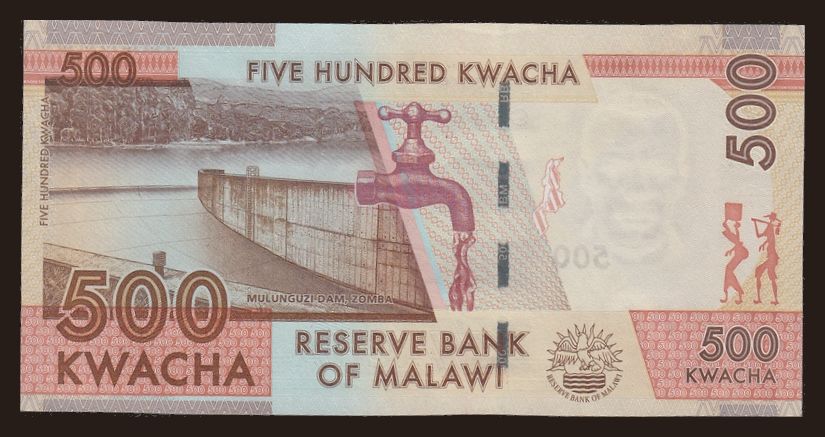 500
FIVE HUNDRED KWACHA
500
FIVE HUNDRED KWACHA
BM
MULUNGUZI DAM, ZOMBA
500
KWACHA
RESERVE BANK
OF MALAWI
RESERVE BANK OF MALAWI
500
KWACHA